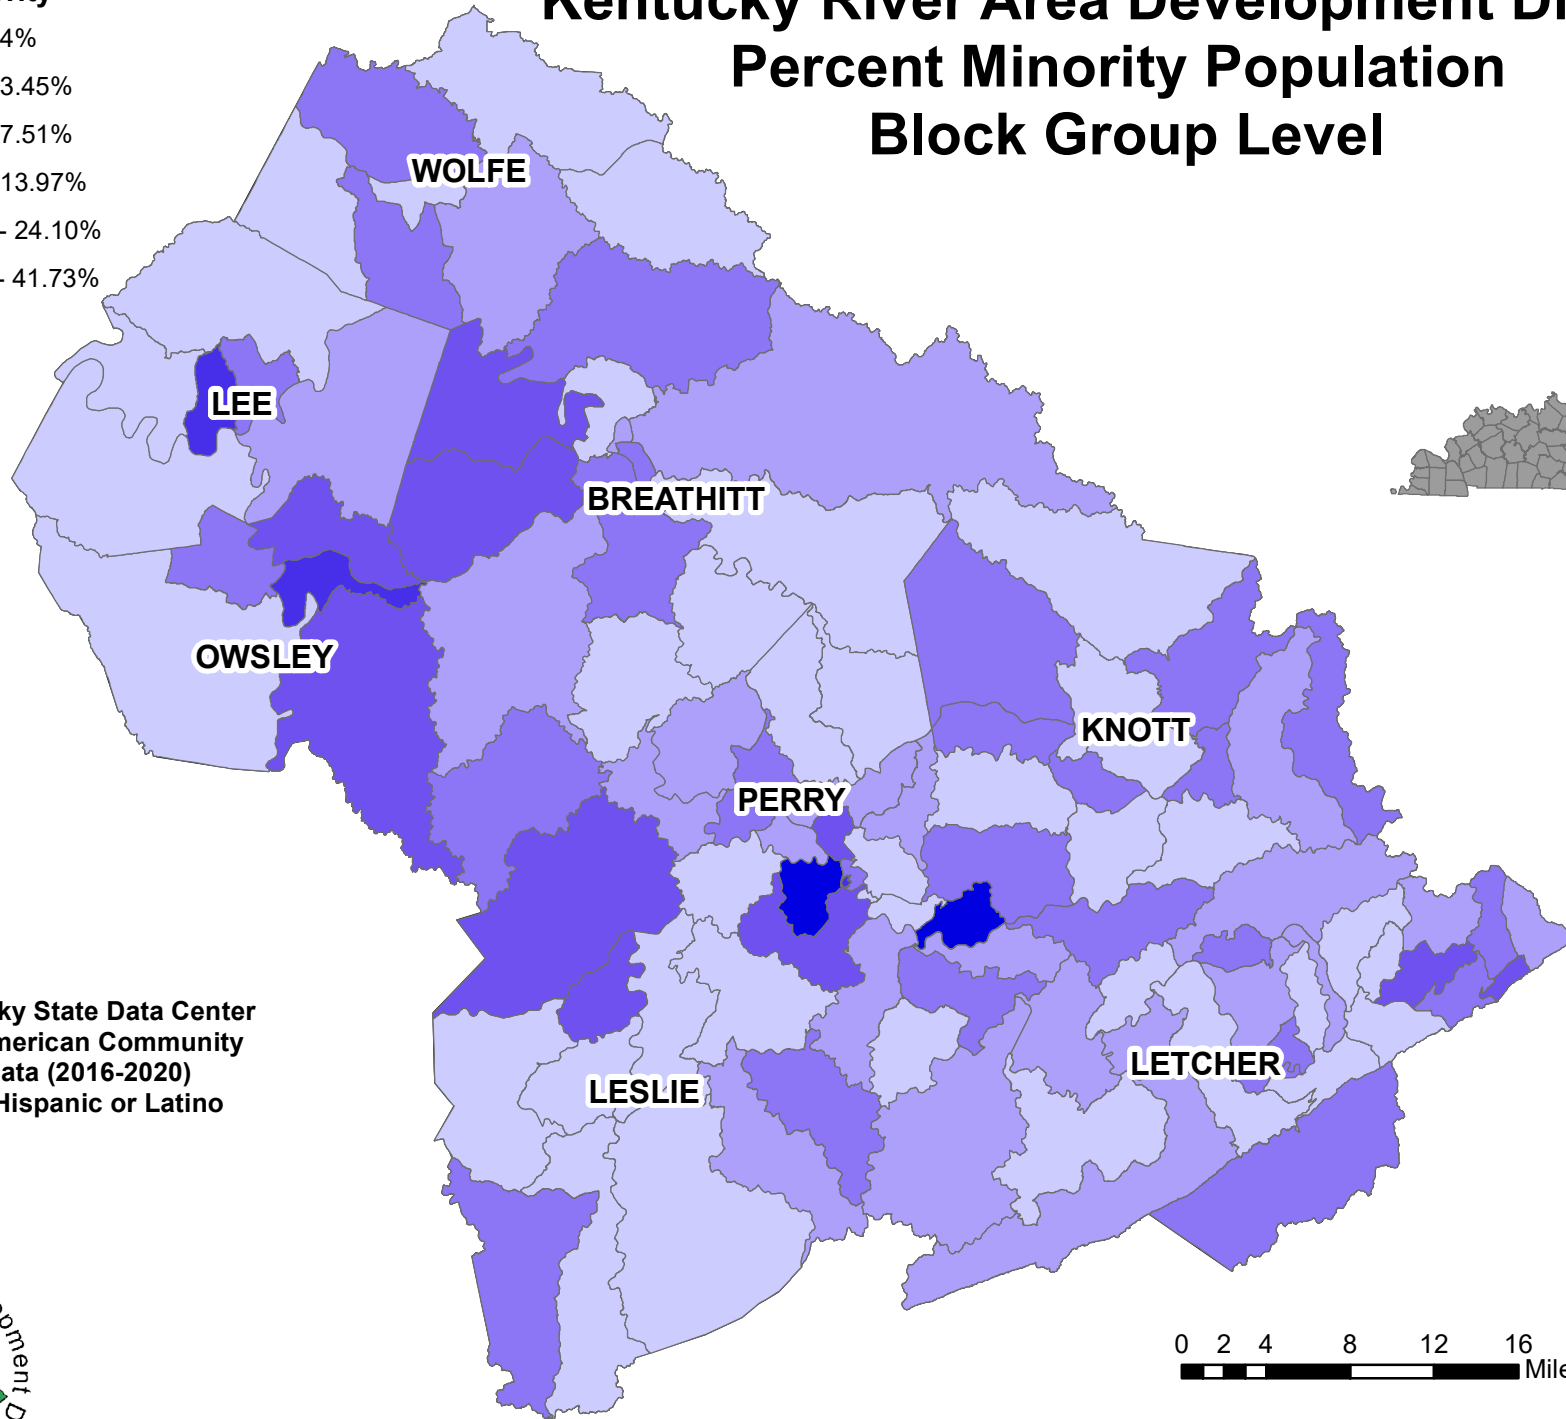 Kentucky River Area Development
Percent Minority Population
Block Group Level
4%
3.45%
7.51%
13.97%
- 24.10%
- 41.73%
WOLFE
LEE
BREATHITT
OWSLEY
KNOTT
PERRY
LETCHER
LESLIE
ky State Data Center
merican Community
ata (2016-2020)
Hispanic or Latino
0 2 4 8 12 16
Mile
opment D